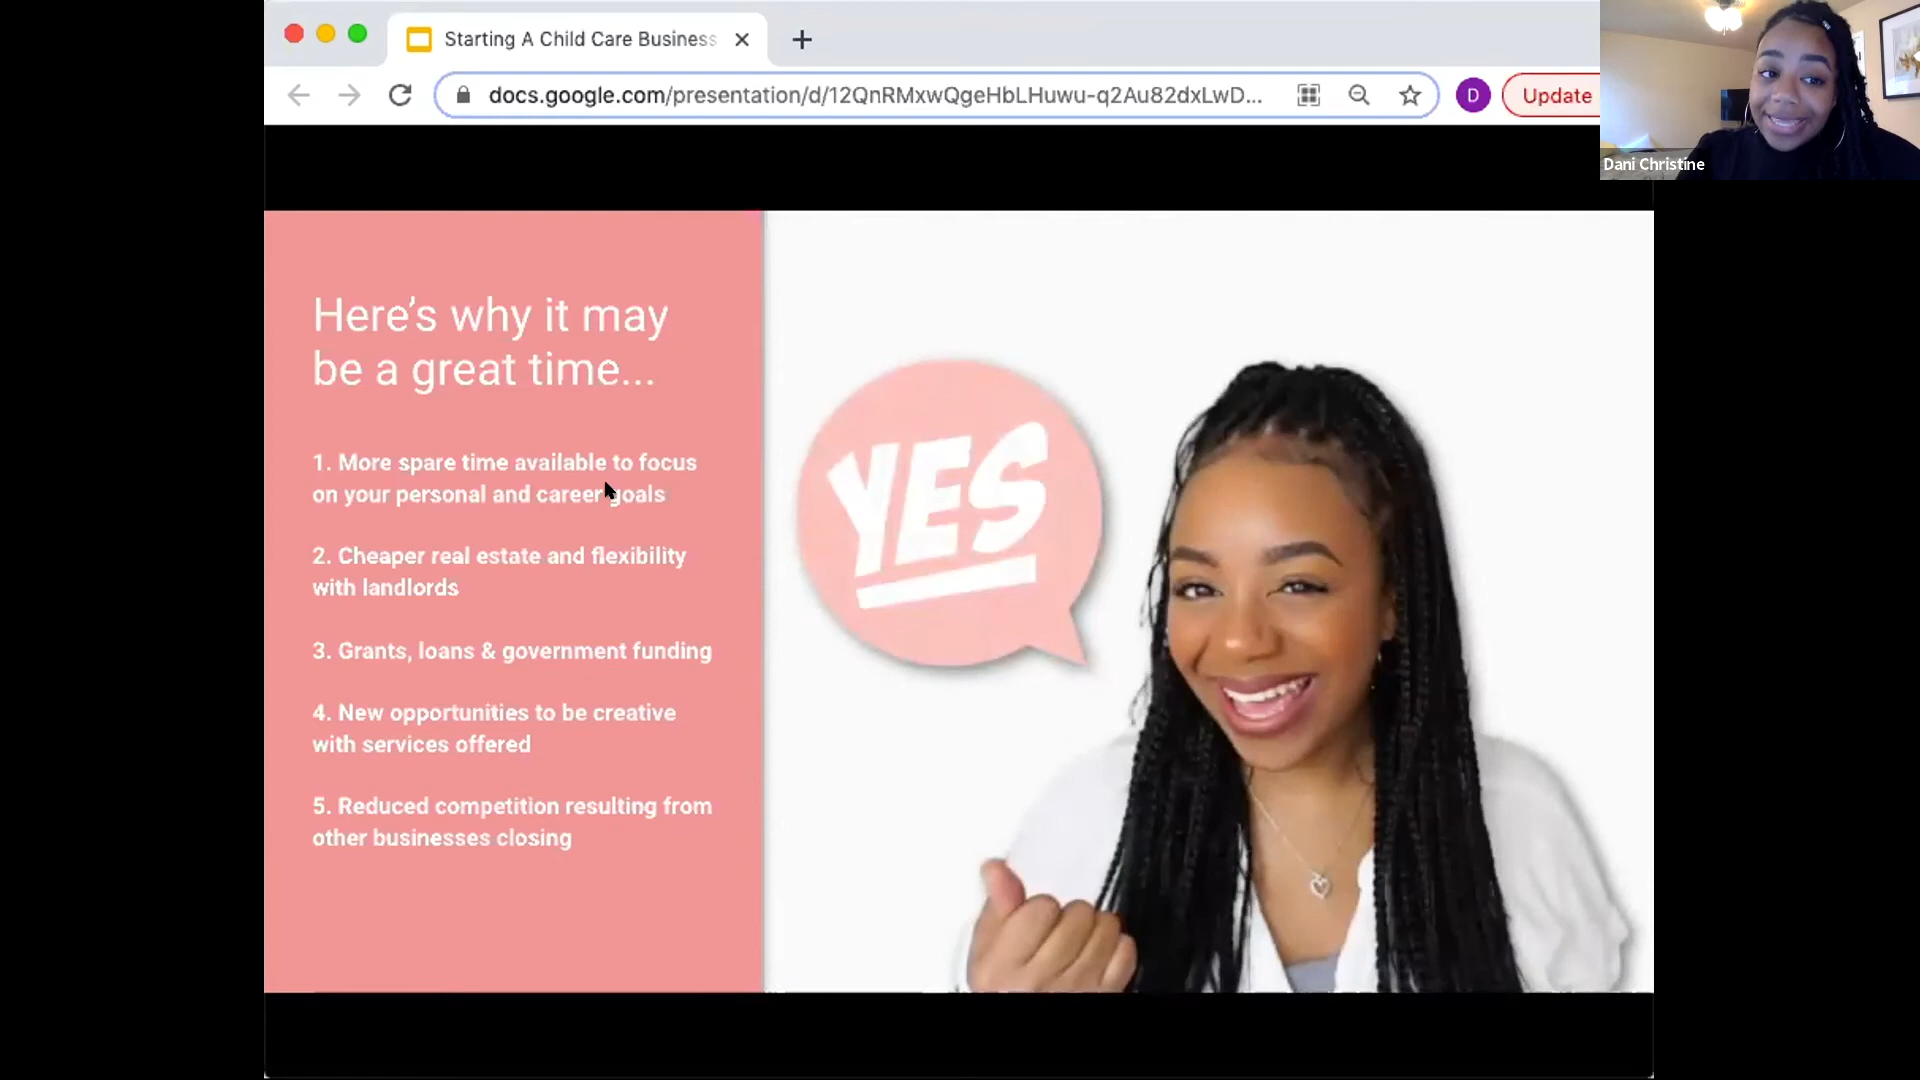 Starting A Child Care Business
docs.google.com/presentation/d/12QnRMxwQgeHbLHuwu-q2Au82dxLwD...
D
Update
Dani Christine
Here's why it may
be a great time...
1. More spare time available to focus
on your personal and career goals
2. Cheaper real estate and flexibility
with landlords
3. Grants, loans & government funding
4. New opportunities to be creative
with services offered
5. Reduced competition resulting from
other businesses closing
YES